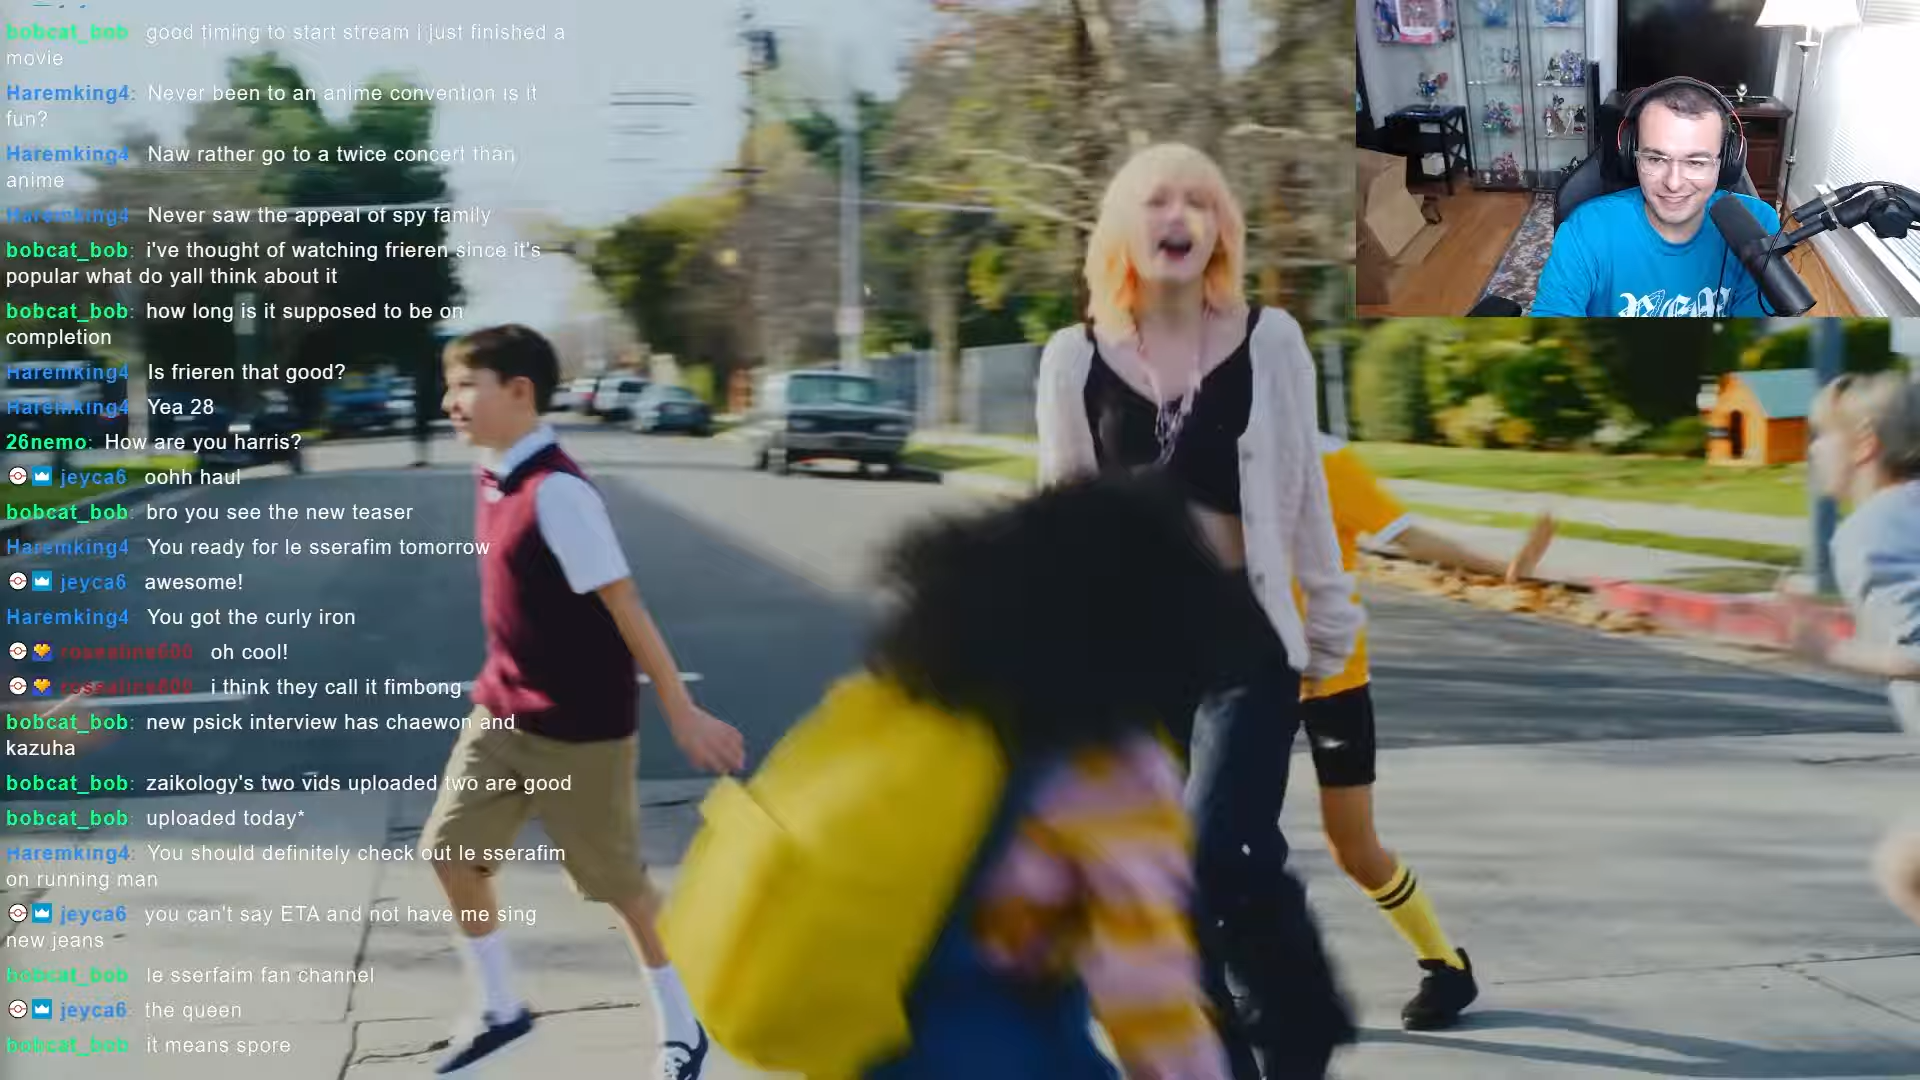 bobcat_bob good timing to start stream i just finished a
movie
Haremking4: Never been to an anime convention is it
fun?
Haremking4 Naw rather go to a twice concert than
anime
Haremking4 Never saw the appeal of spy family
bobcat_bob: i've thought of watching frieren since it's
popular what do yall think about it
bobcat_bob: how long is it supposed to be on
completion
Haremking4 Is frieren that good?
Haremking4 Yea 28
26nemo: How are you harris?
jeyca6 oohh haul
bobcat_bob: bro you see the new teaser
Haremking4 You ready for le sserafim tomorrow
jeyca6 awesome!
Haremking4 You got the curly iron
oh cool!
i think they call it fimbong
bobcat_bob: new psick interview has chaewon and
kazuha
bobcat_bob: zaikology's two vids uploaded two are good
bobcat_bob: uploaded today*
Haremking4: You should definitely check out le sserafim
on running man
jeyca6 you can't say ETA and not have me sing
new jeans
bobcat_bob le sserfaim fan channel
jeyca6 the queen
bobcat_bob it means spore